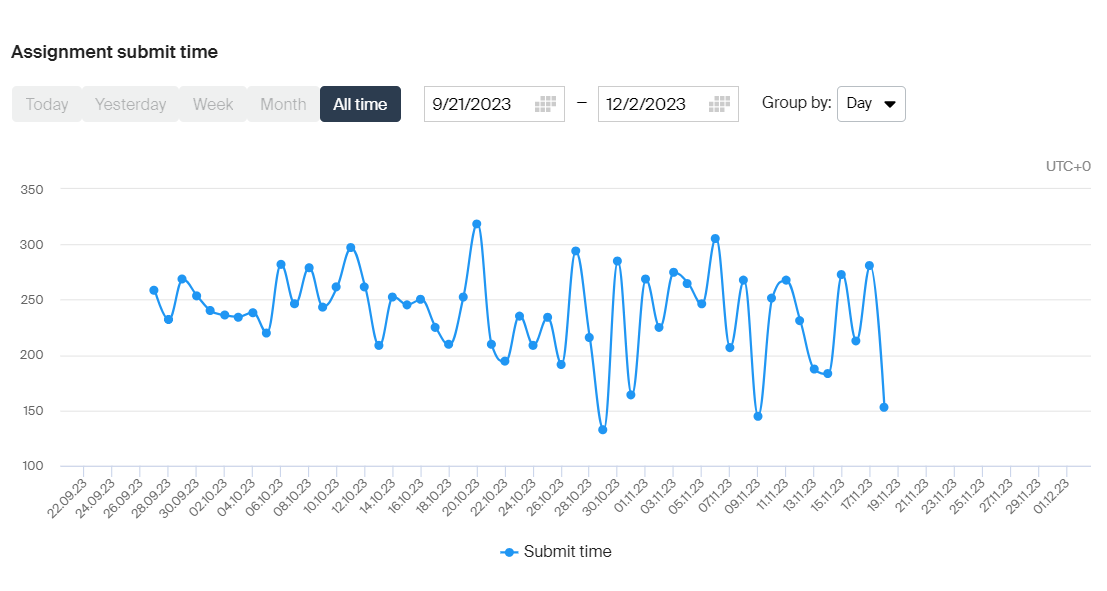 Assignment submit time
Today Yesterday Week Month All time 9/21/2023 – 12/2/2023 Group by: Day
UTC+0
350
300
250
200
150
100
22.09.23 24.09.23 26.09.23 28.09.23 30.09.23 02.10.23 04.10.23 06.10.23 08.10.23 10.10.23 12.10.23 14.10.23 16.10.23 18.10.23 20.10.23 22.10.23 24.10.23 26.10.23 28.10.23 30.10.23 01.11.23 03.11.23 05.11.23 07.11.23 09.11.23 11.11.23 13.11.23 15.11.23 17.11.23 19.11.23 21.11.23 23.11.23 25.11.23 27.11.23 29.11.23 01.12.23
Submit time